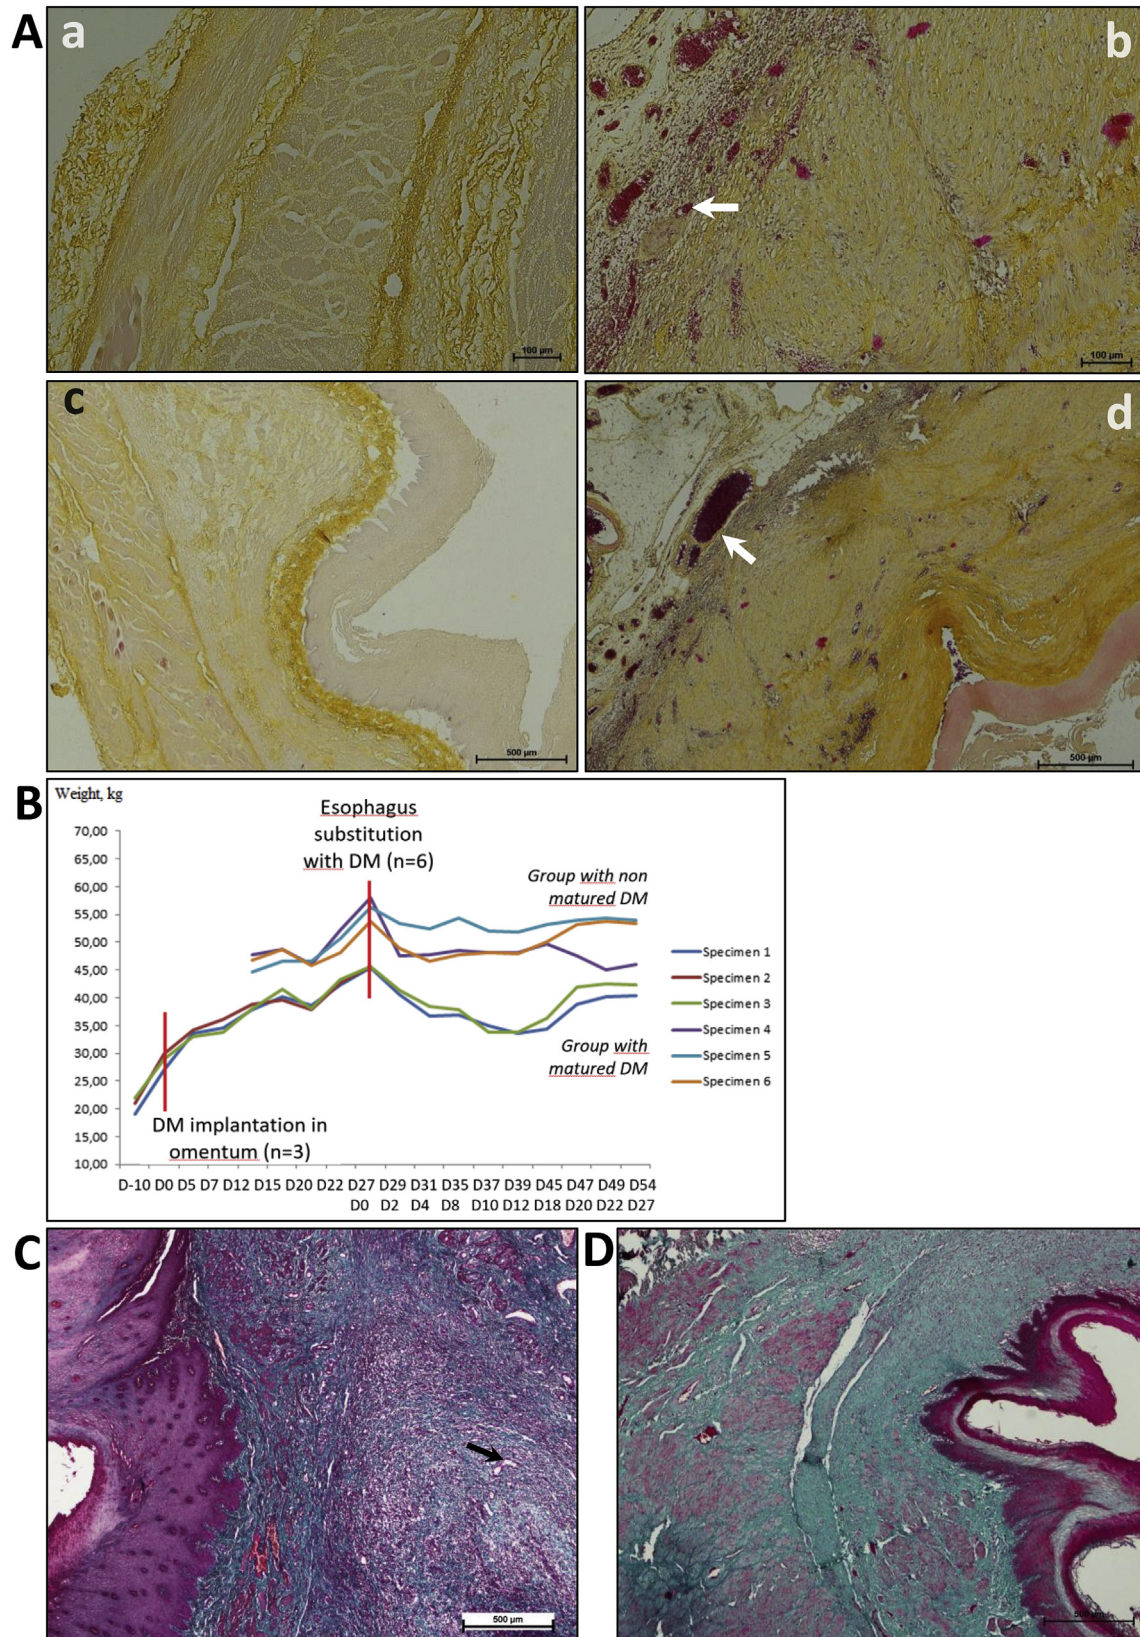 A
a
b
100 µm
100 µm
c
d
500 µm
500 µm
B
Weight, kg
70,00
65,00
60,00
55,00
50,00
45,00
40,00
35,00
30,00
25,00
20,00
15,00
10,00
Esophagus
substitution
with DM (n=6)
Group with non
matured DM
Group with
matured DM
DM implantation in
omentum (n=3)
Specimen 1
Specimen 2
Specimen 3
Specimen 4
Specimen 5
Specimen 6
D-10 D0 D5 D7 D12 D15 D20 D22 D27 D29 D31 D35 D37 D39 D45 D47 D49 D54
D0 D2 D4 D8 D10 D12 D18 D20 D22 D27
C
D
500 µm
500 µm